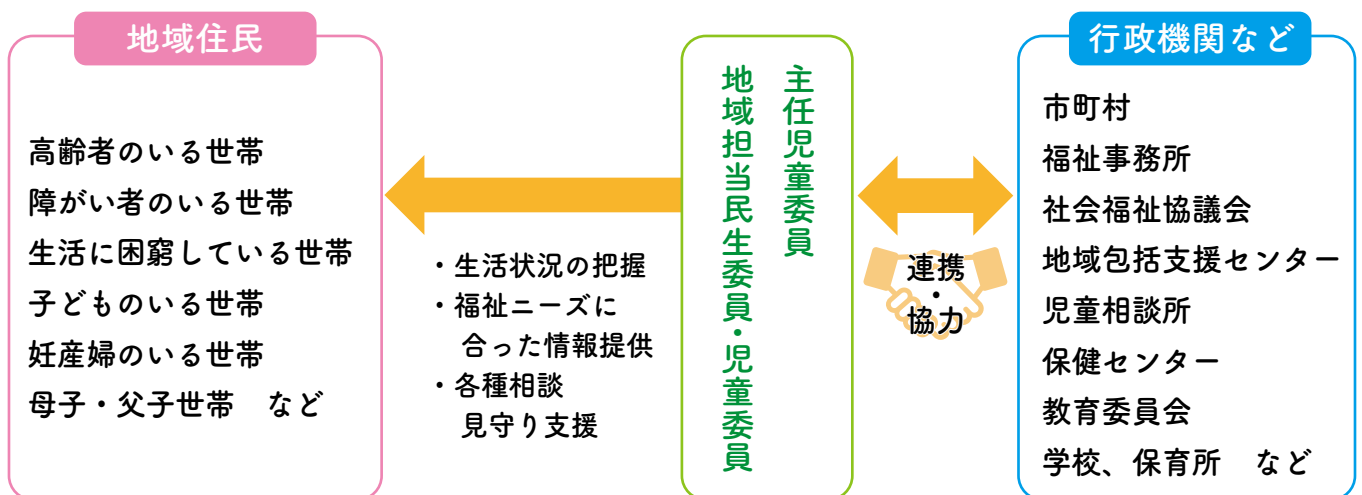 地域住民
高齢者のいる世帯
障がい者のいる世帯
生活に困窮している世帯
子どものいる世帯
妊産婦のいる世帯
母子・父子世帯　など
・生活状況の把握
・福祉ニーズに
合った情報提供
・各種相談
見守り支援
主任児童委員
地域担当民生委員・児童委員
連携
・
協力
行政機関など
市町村
福祉事務所
社会福祉協議会
地域包括支援センター
児童相談所
保健センター
教育委員会
学校、保育所　など